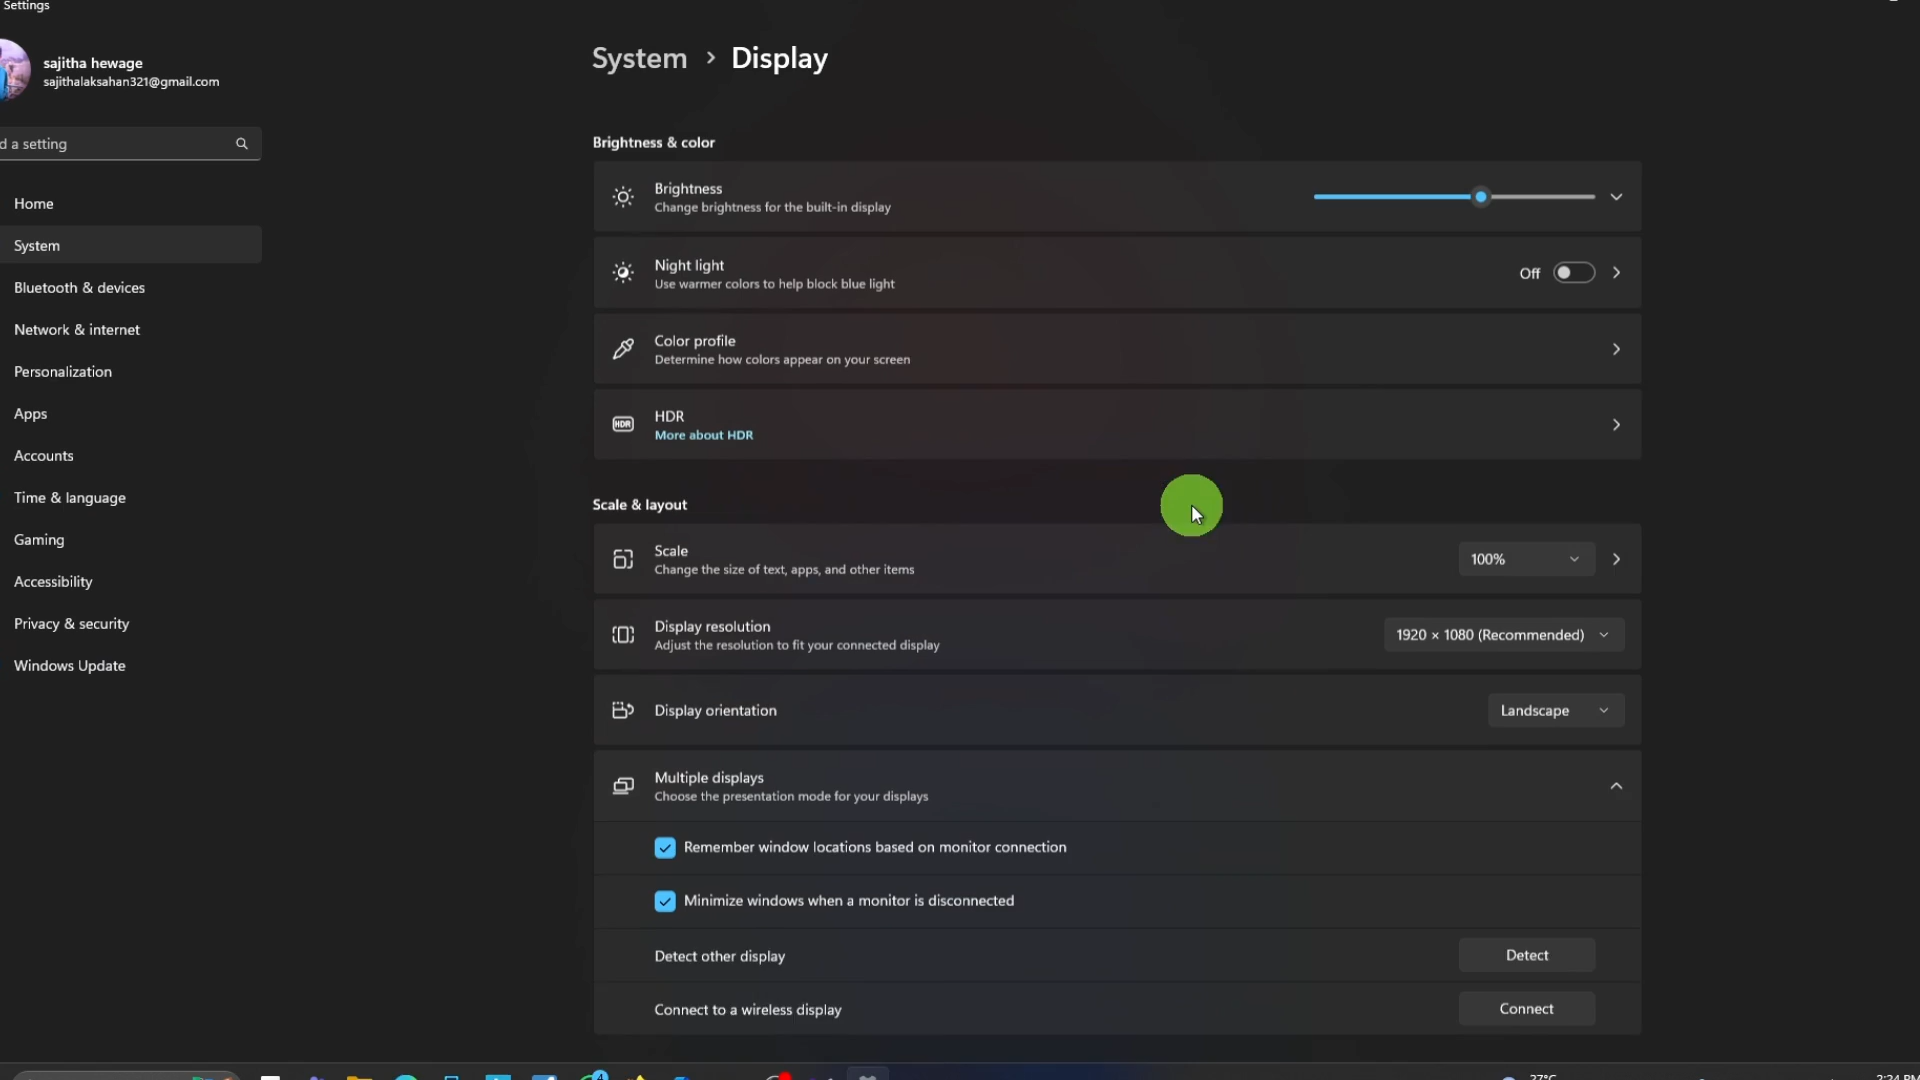 Settings
sajitha hewage
sajithalaksahan321@gmail.com
d a setting
Home
System
Bluetooth & devices
Network & internet
Personalization
Apps
Accounts
Time & language
Gaming
Accessibility
Privacy & security
Windows Update
System > Display
Brightness & color
Brightness
Change brightness for the built-in display
Night light
Use warmer colors to help block blue light
Off
Color profile
Determine how colors appear on your screen
HDR
HDR
More about HDR
Scale & layout
Scale
Change the size of text, apps, and other items
100%
Display resolution
Adjust the resolution to fit your connected display
1920 × 1080 (Recommended)
Display orientation
Landscape
Multiple displays
Choose the presentation mode for your displays
Remember window locations based on monitor connection
Minimize windows when a monitor is disconnected
Detect other display
Detect
Connect to a wireless display
Connect
4
27°C
2:24 PM